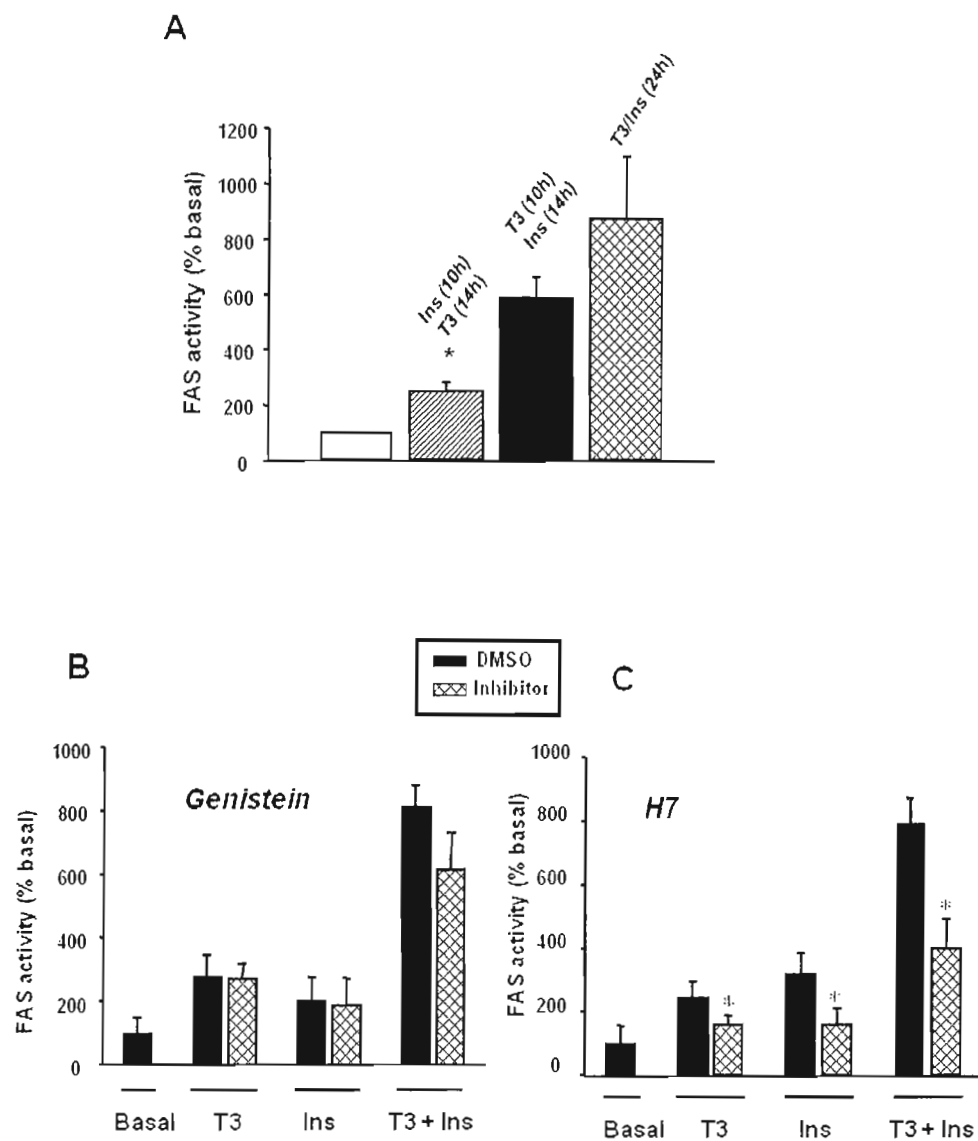 A
T3/Ins (24h)
T3 (10h)
Ins (14h)
Ins (10h)
T3 (14h)
*
FAS activity (% basal)
1200
1000
800
600
400
200
0
DMSO
Inhibitor
B
Genistein
FAS activity (% basal)
1000
800
600
400
200
0
Basal
T3
Ins
T3 + Ins
C
H7
FAS activity (% basal)
1000
800
600
400
200
0
*
*
*
Basal
T3
Ins
T3 + Ins